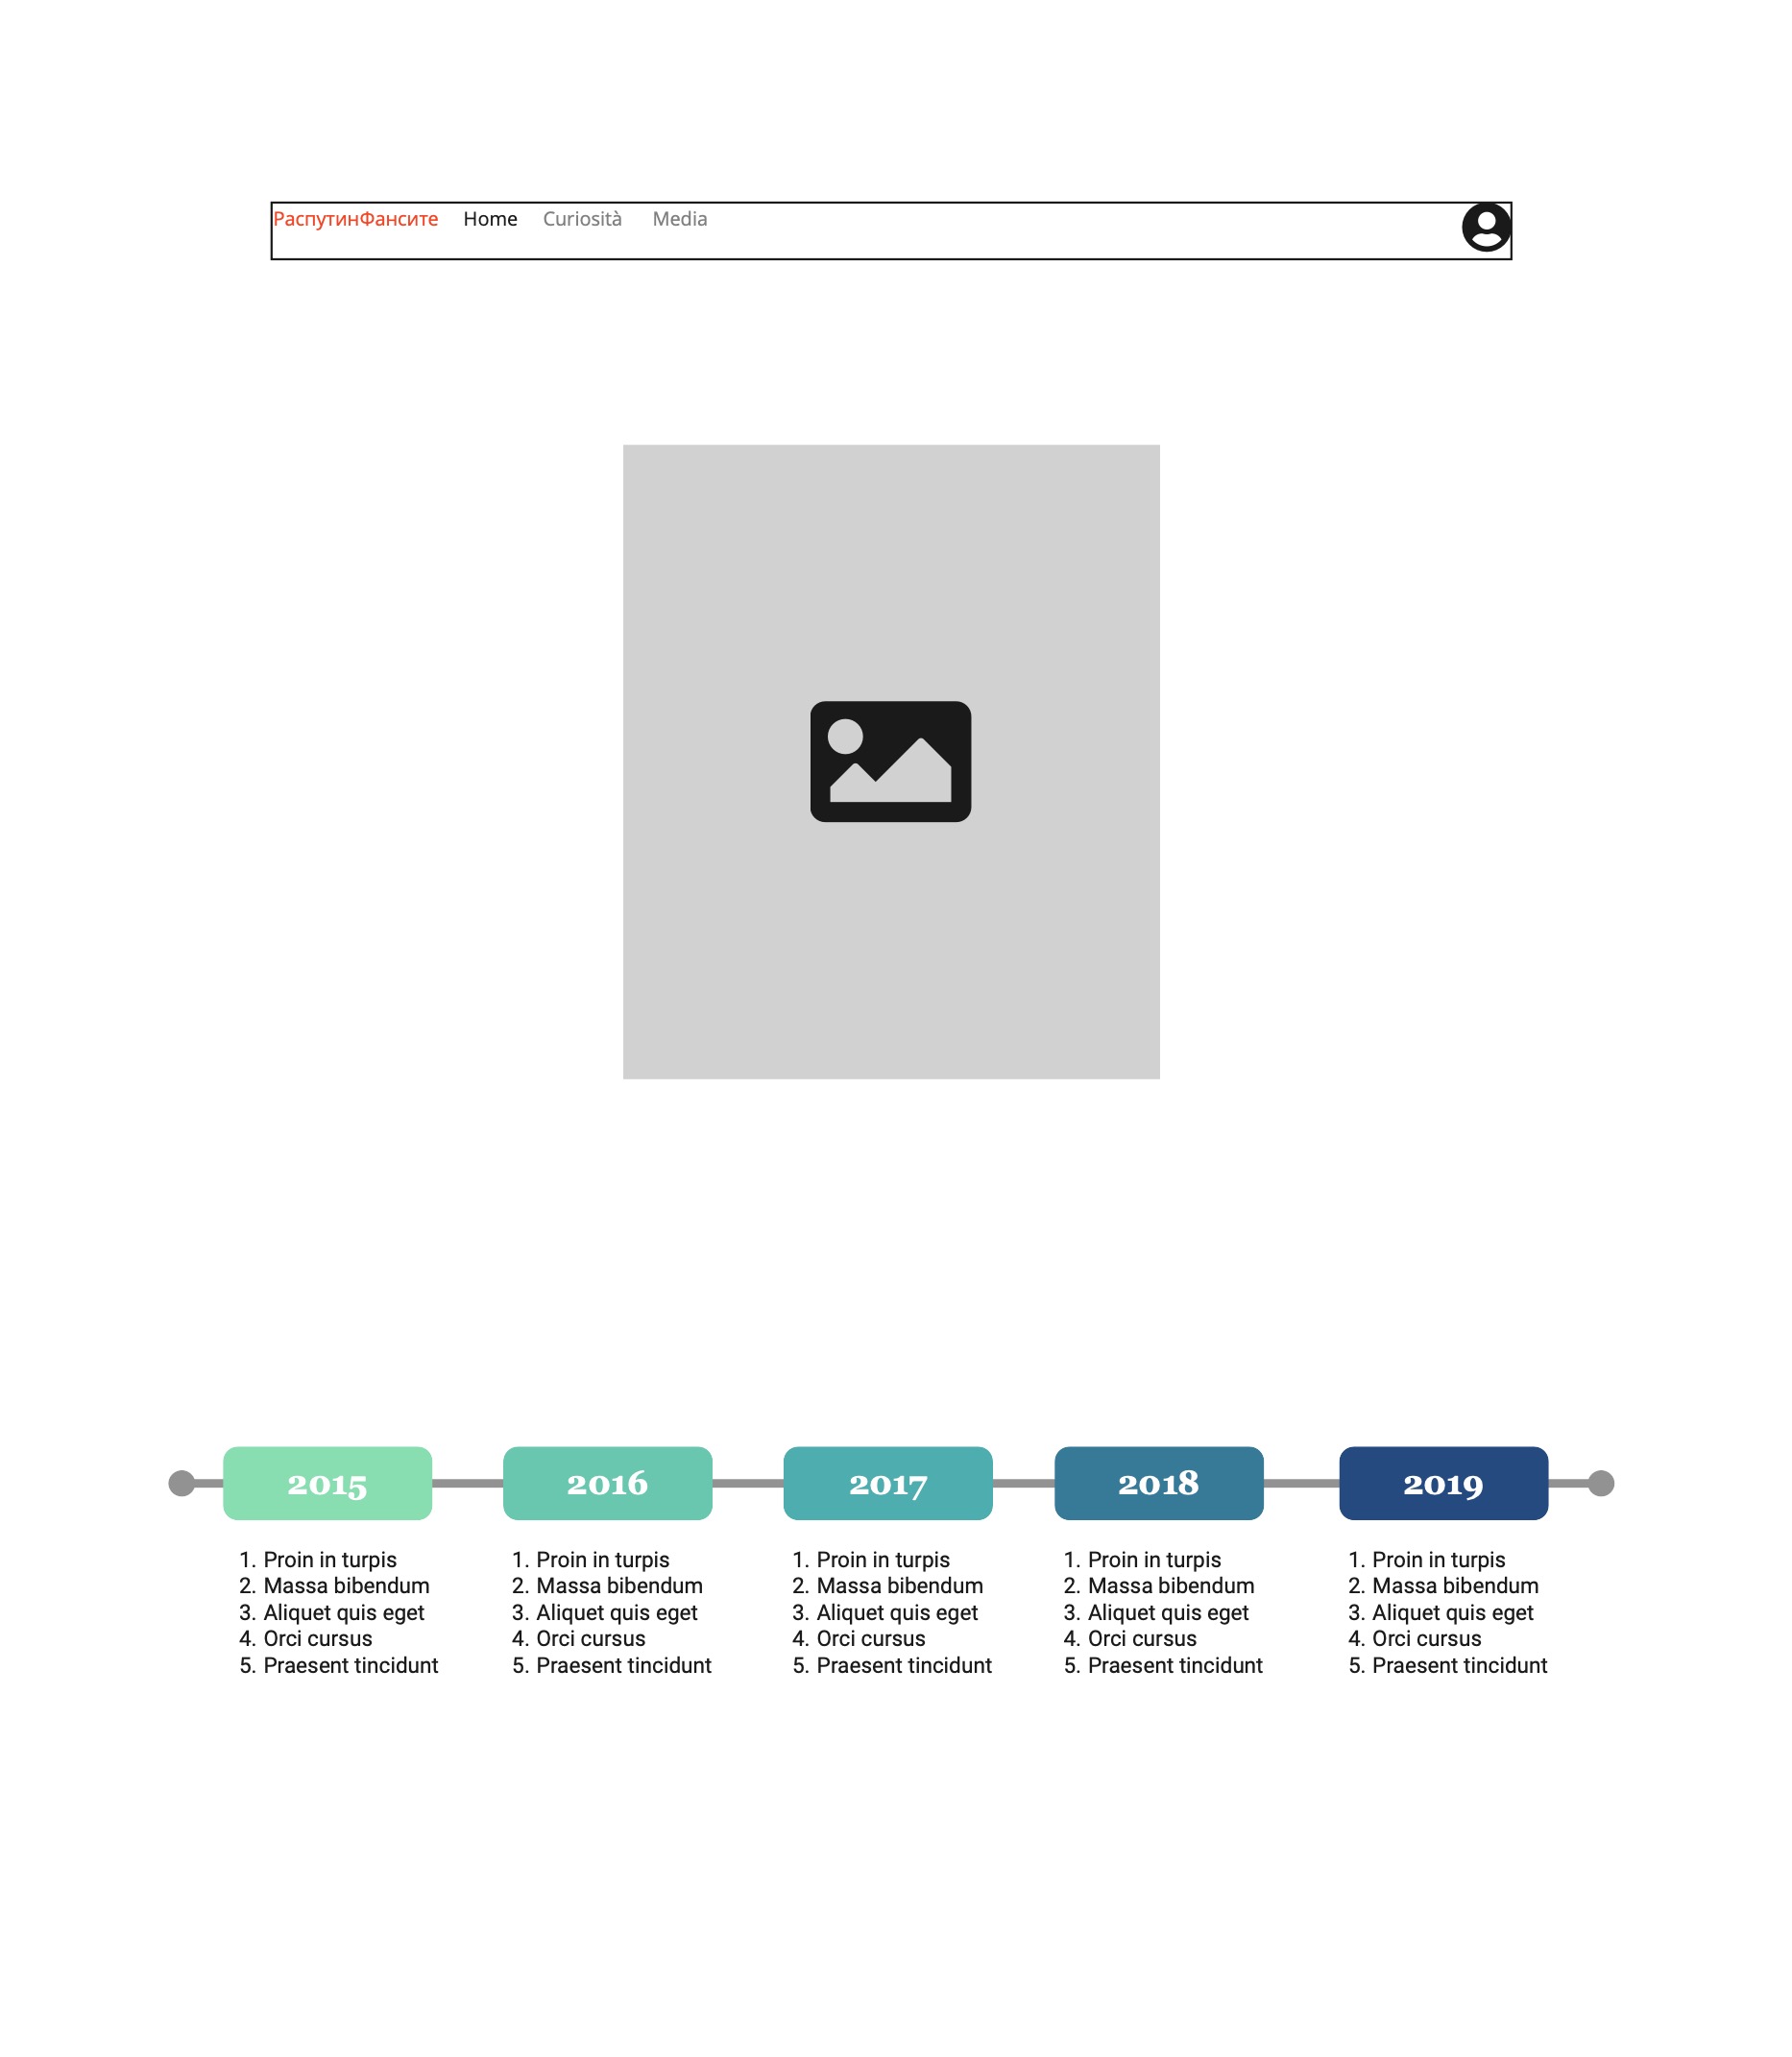 РаспутинФансите Home Curiosità Media
2015 2016 2017 2018 2019
1. Proin in turpis
2. Massa bibendum
3. Aliquet quis eget
4. Orci cursus
5. Praesent tincidunt
1. Proin in turpis
2. Massa bibendum
3. Aliquet quis eget
4. Orci cursus
5. Praesent tincidunt
1. Proin in turpis
2. Massa bibendum
3. Aliquet quis eget
4. Orci cursus
5. Praesent tincidunt
1. Proin in turpis
2. Massa bibendum
3. Aliquet quis eget
4. Orci cursus
5. Praesent tincidunt
1. Proin in turpis
2. Massa bibendum
3. Aliquet quis eget
4. Orci cursus
5. Praesent tincidunt